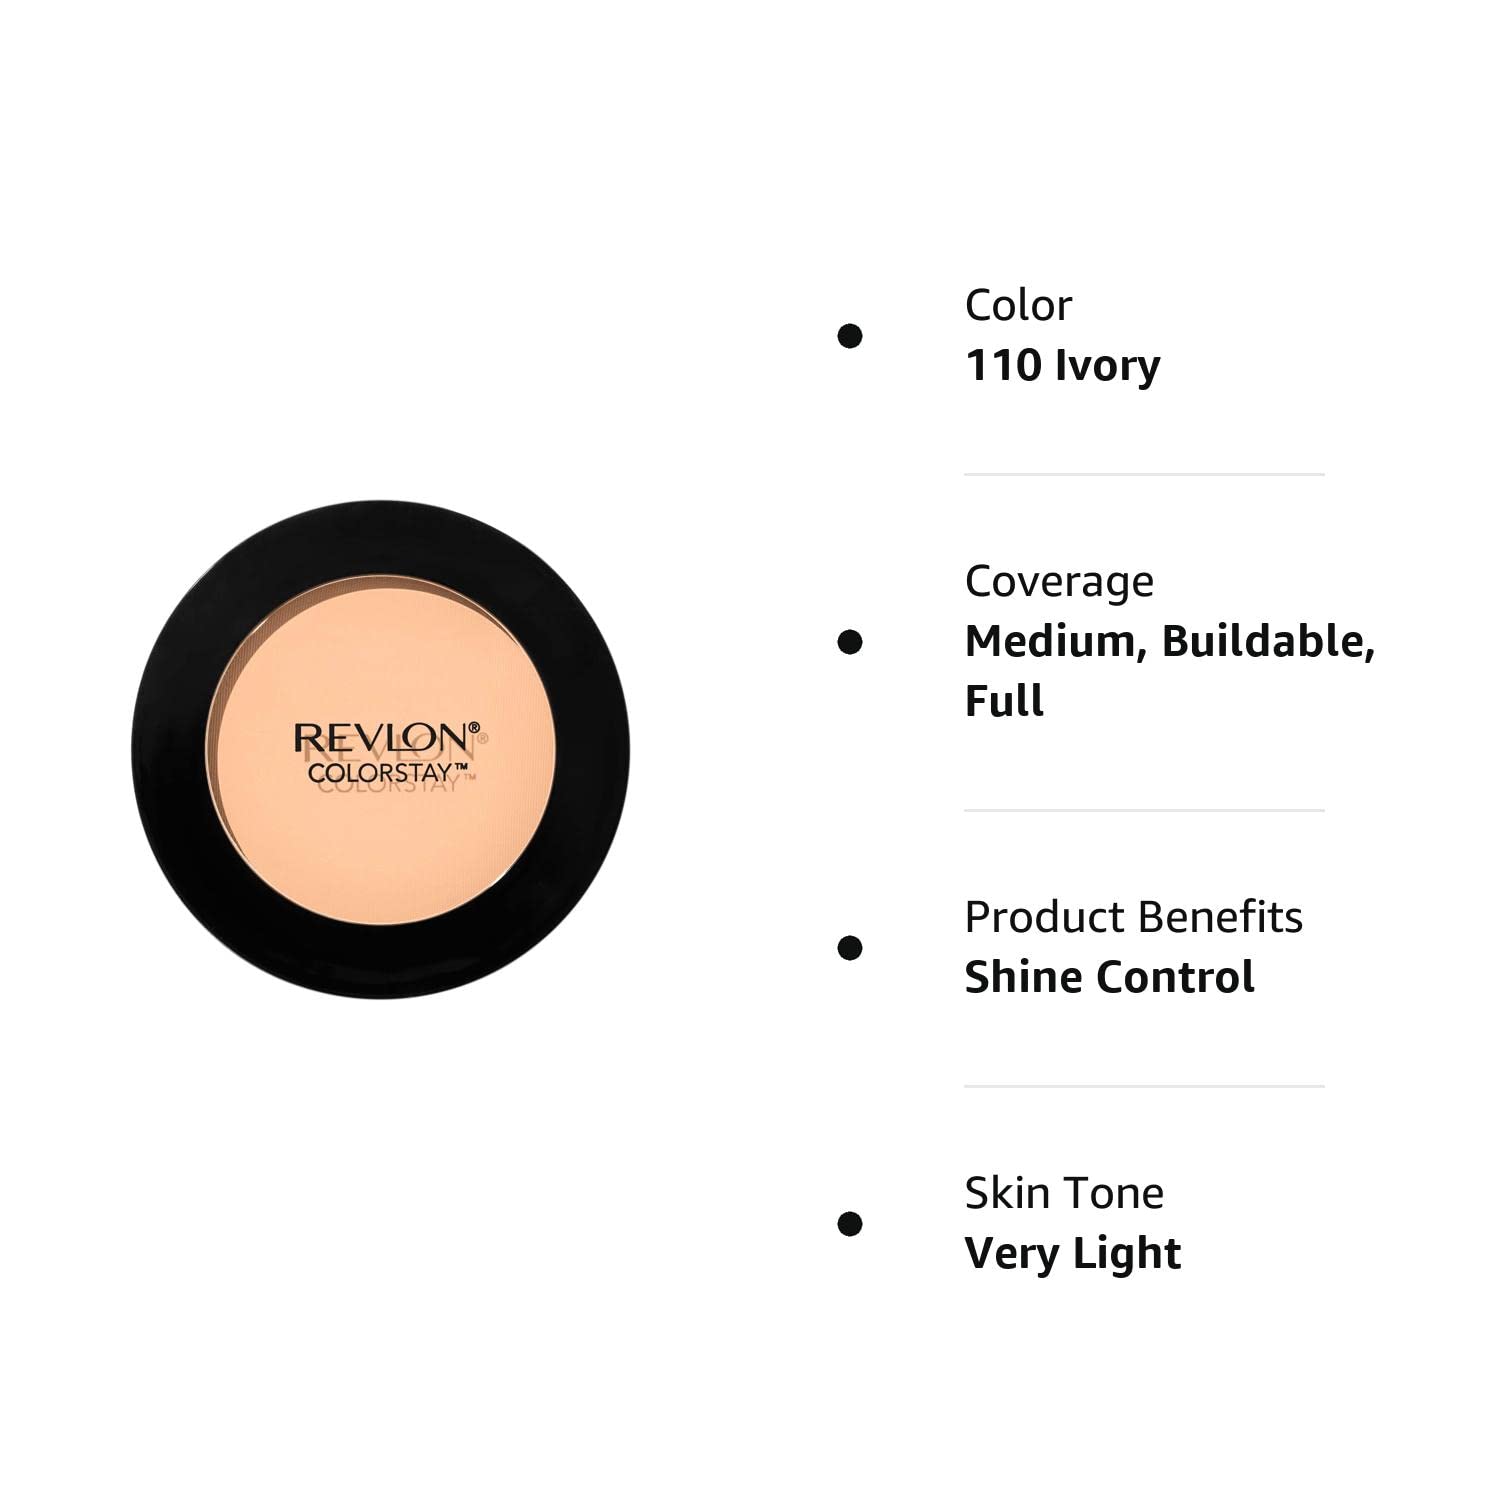 REVLON®
COLORSTAY™
Color
110 Ivory
Coverage
Medium, Buildable,
Full
Product Benefits
Shine Control
Skin Tone
Very Light